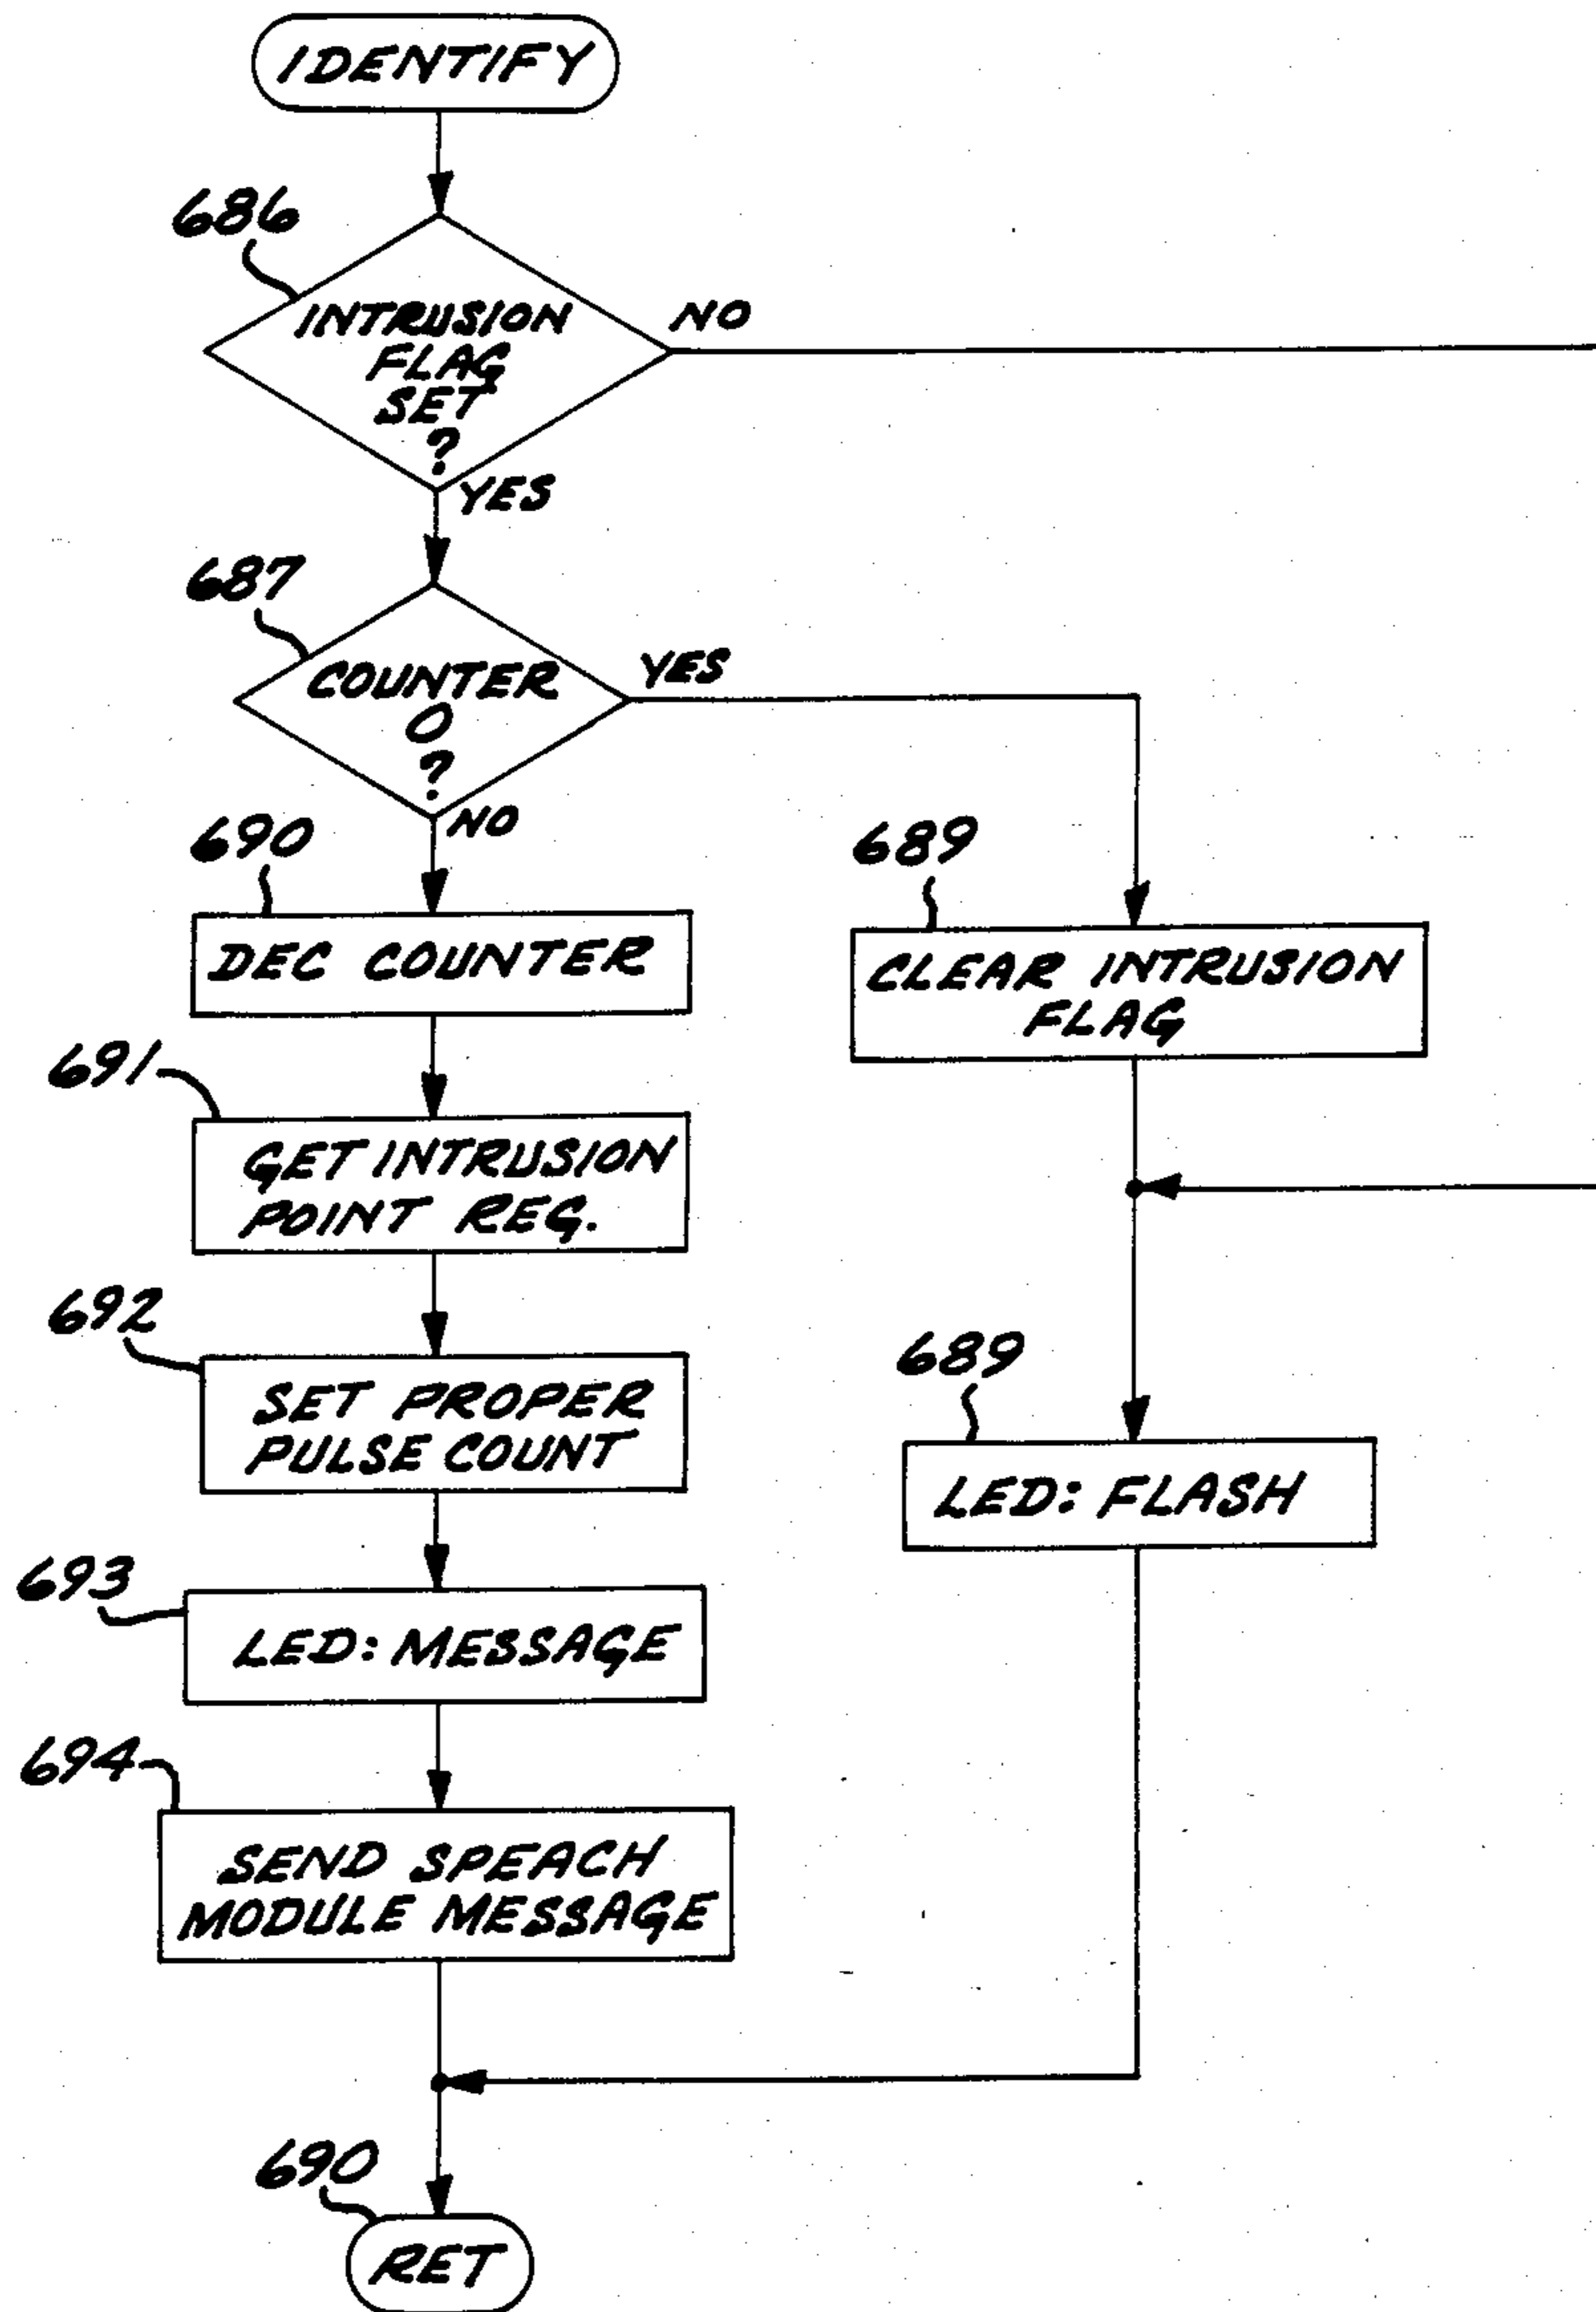 IDENTIFY
686
INTRUSION
FLAG
SET
?
NO
YES
687
COUNTER
0
?
YES
NO
690
DEC COUNTER
689
CLEAR INTRUSION
FLAG
691
GET INTRUSION
POINT REG.
692
SET PROPER
PULSE COUNT
689
LED: FLASH
693
LED: MESSAGE
694
SEND SPEACH
MODULE MESSAGE
690
RET